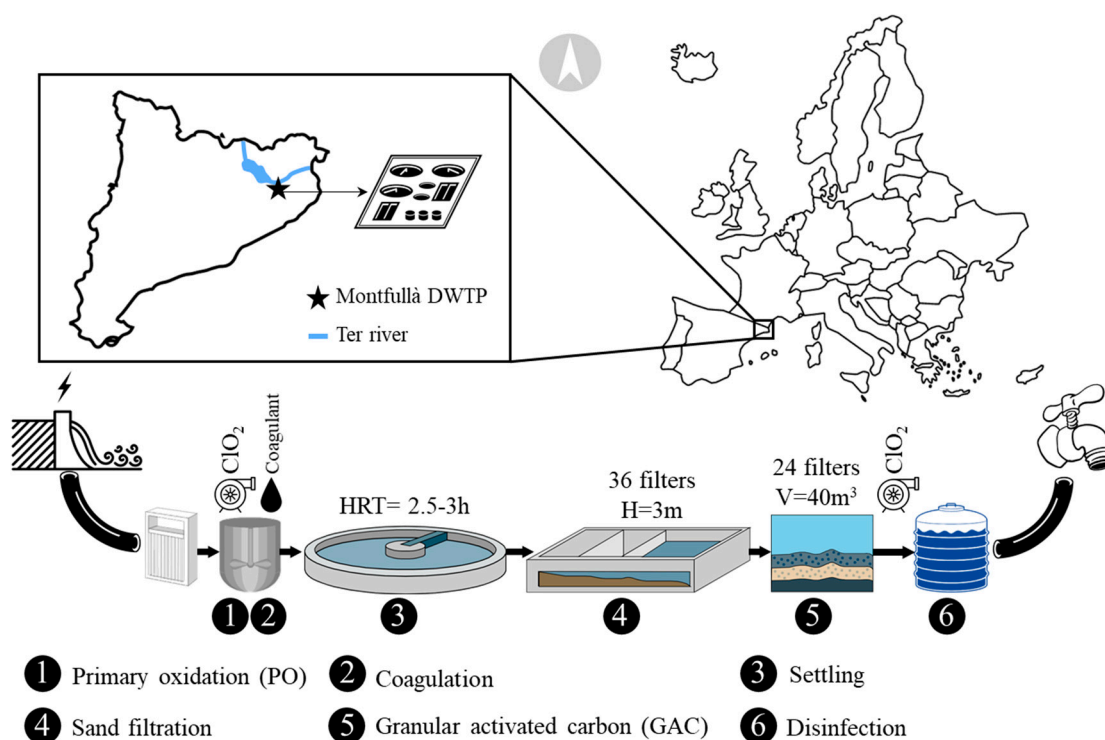 Montfullà DWTP
Ter river
ClO₂
Coagulant
HRT= 2.5-3h
36 filters
H=3m
24 filters
V=40m³
ClO₂
1 2 3 4 5 6
1 Primary oxidation (PO) 2 Coagulation 3 Settling
4 Sand filtration 5 Granular activated carbon (GAC) 6 Disinfection